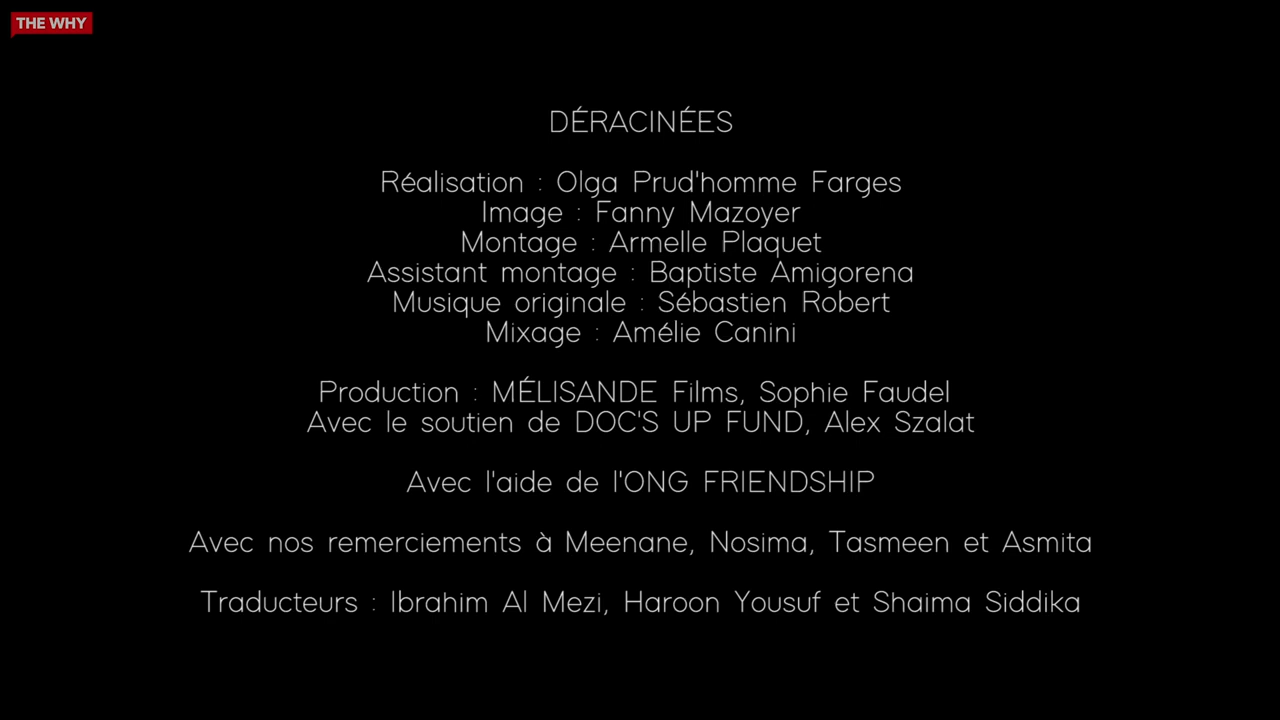 THE WHY
DÉRACINÉES
Réalisation : Olga Prud'homme Farges
Image : Fanny Mazoyer
Montage : Armelle Plaquet
Assistant montage : Baptiste Amigorena
Musique originale : Sébastien Robert
Mixage : Amélie Canini
Production : MÉLISANDE Films, Sophie Faudel
Avec le soutien de DOC'S UP FUND, Alex Szalat
Avec l'aide de l'ONG FRIENDSHIP
Avec nos remerciements à Meenane, Nosima, Tasmeen et Asmita
Traducteurs : Ibrahim Al Mezi, Haroon Yousuf et Shaima Siddika